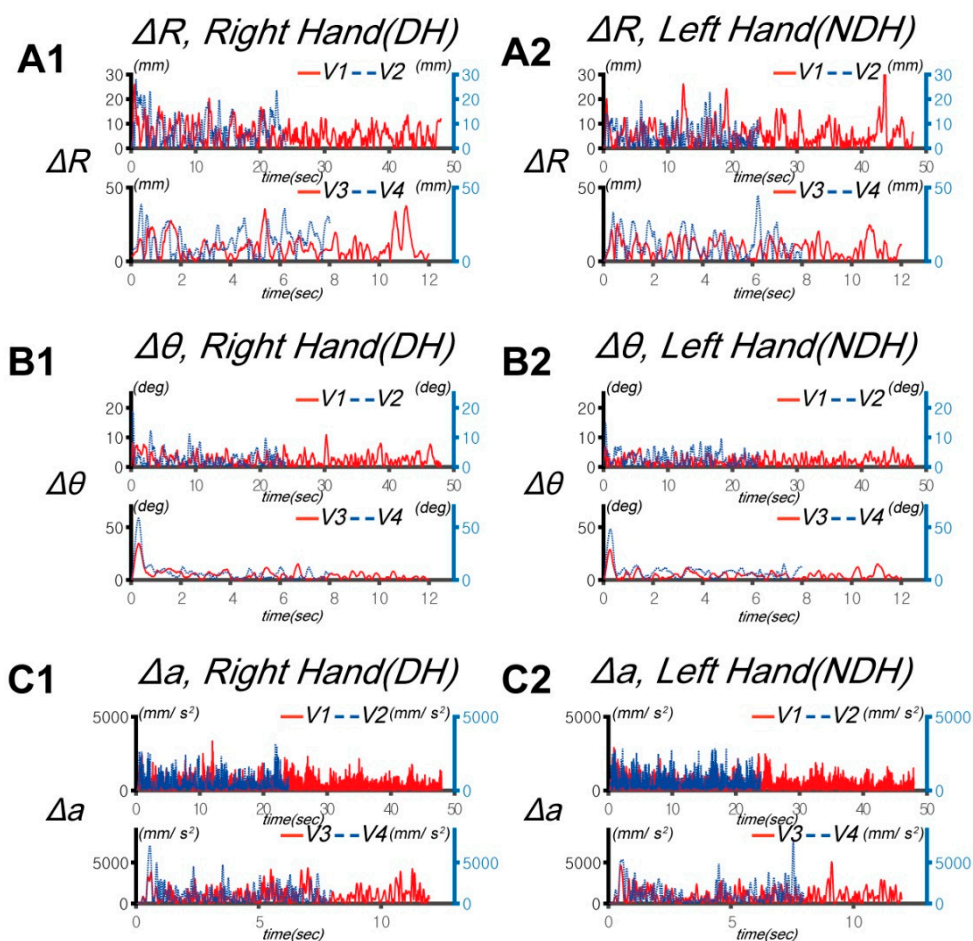 A1 ΔR, Right Hand(DH)
(mm) V1 V2 (mm)
30 30
20 20
10 10
0 0
0 10 20 30 40 50
time(sec)
ΔR
50 (mm) V3 V4 (mm) 50
0 0
0 2 4 6 8 10 12
time(sec)
A2 ΔR, Left Hand(NDH)
(mm) V1 V2 (mm)
30 30
20 20
10 10
0 0
0 10 20 30 40 50
time(sec)
ΔR
50 (mm) V3 V4 (mm) 50
0 0
0 2 4 6 8 10 12
time(sec)
B1 Δθ, Right Hand(DH)
(deg) (deg)
V1 V2
20 20
10 10
0 0
0 10 20 30 40 50
time(sec)
Δθ
(deg) V3 V4 (deg)
50 50
0 0
0 2 4 6 8 10 12
time(sec)
B2 Δθ, Left Hand(NDH)
(deg) (deg)
V1 V2
20 20
10 10
0 0
0 10 20 30 40 50
time(sec)
Δθ
(deg) V3 V4 (deg)
50 50
0 0
0 2 4 6 8 10 12
time(sec)
C1 Δa, Right Hand(DH)
5000 (mm/ s²) V1 V2 (mm/ s²) 5000
0 0
0 10 20 30 40 50
time(sec)
Δa
(mm/ s²) V3 V4 (mm/ s²)
5000 5000
0 0
0 5 10
time(sec)
C2 Δa, Left Hand(NDH)
5000 (mm/ s²) V1 V2 (mm/ s²) 5000
0 0
0 10 20 30 40 50
time(sec)
Δa
(mm/ s²) V3 V4 (mm/ s²)
5000 5000
0 0
0 5 10
time(sec)